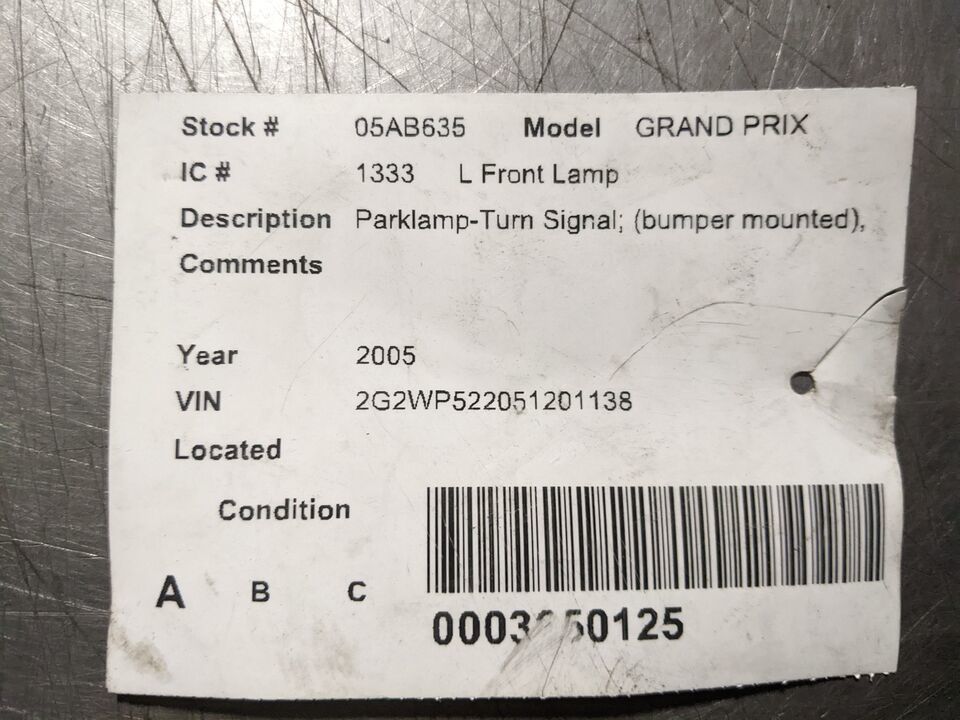 Stock # 05AB635 Model GRAND PRIX
IC # 1333 L Front Lamp
Description Parklamp-Turn Signal; (bumper mounted),
Comments
Year 2005
VIN 2G2WP522051201138
Located
Condition
A B C